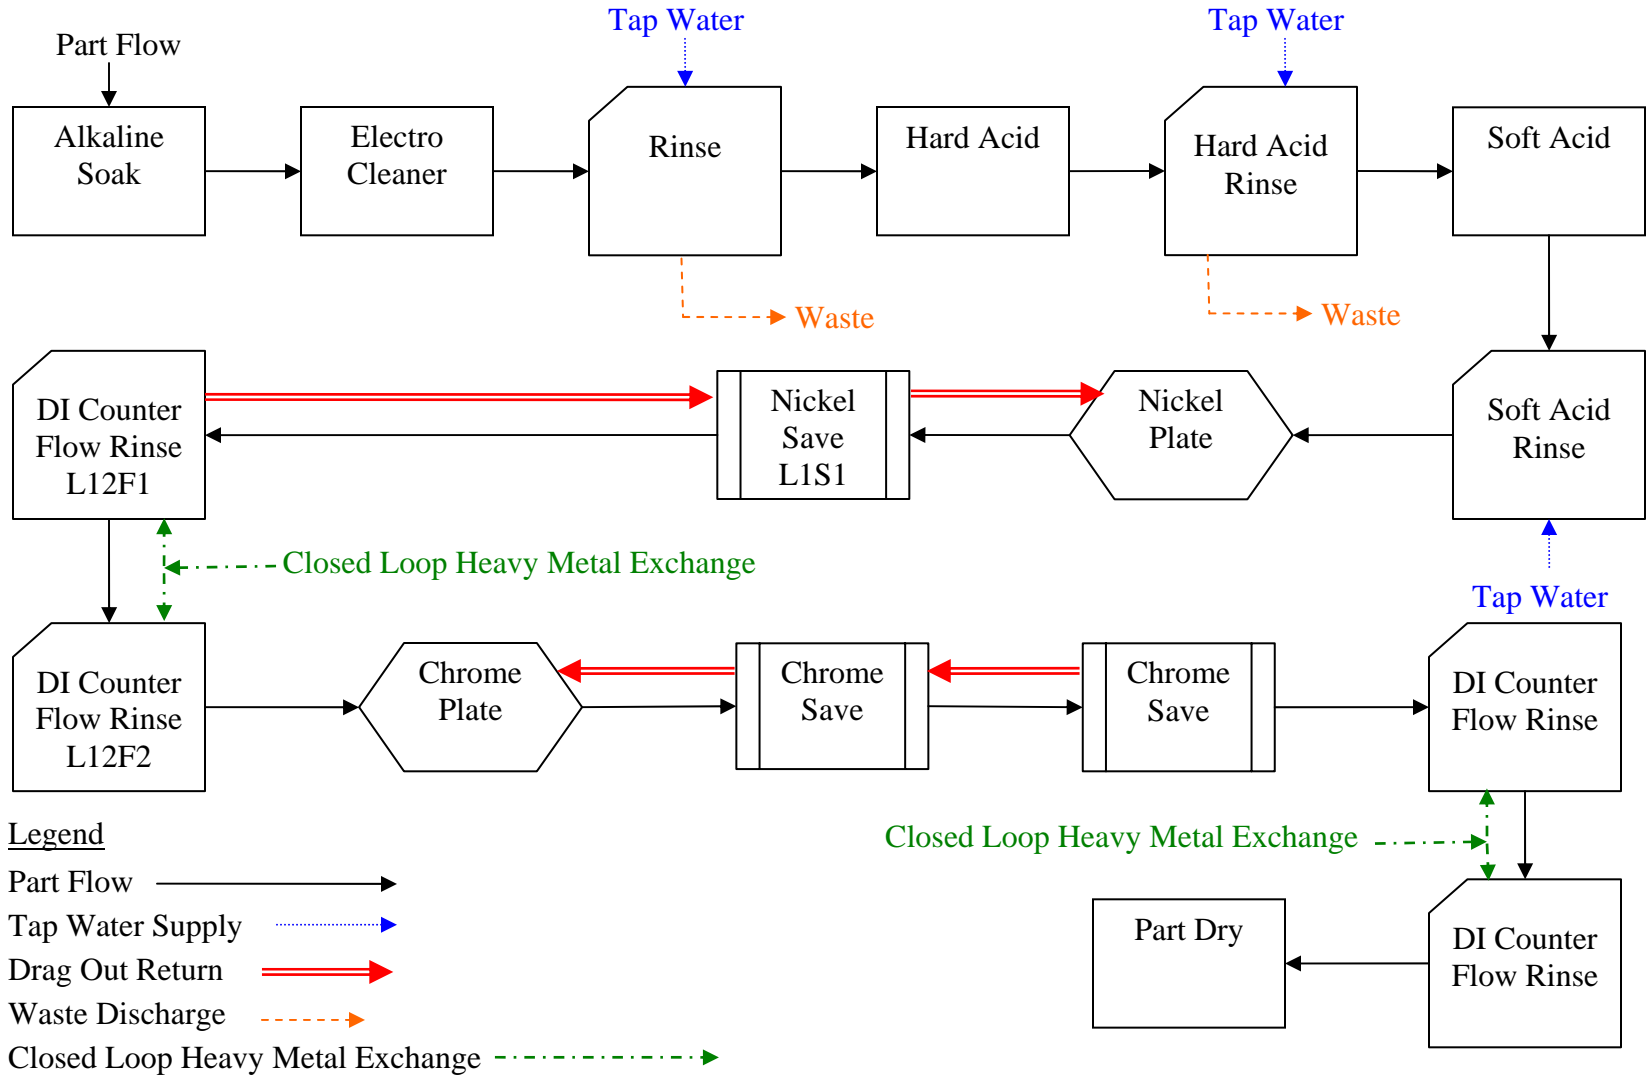 Tap Water
Tap Water
Part Flow
Alkaline
Soak
Electro
Cleaner
Rinse
Hard Acid
Hard Acid
Rinse
Soft Acid
Waste
Waste
DI Counter
Flow Rinse
L12F1
Nickel
Save
L1S1
Nickel
Plate
Soft Acid
Rinse
Closed Loop Heavy Metal Exchange
Tap Water
DI Counter
Flow Rinse
L12F2
Chrome
Plate
Chrome
Save
Chrome
Save
DI Counter
Flow Rinse
Closed Loop Heavy Metal Exchange
Part Dry
DI Counter
Flow Rinse
Legend
Part Flow
Tap Water Supply
Drag Out Return
Waste Discharge
Closed Loop Heavy Metal Exchange